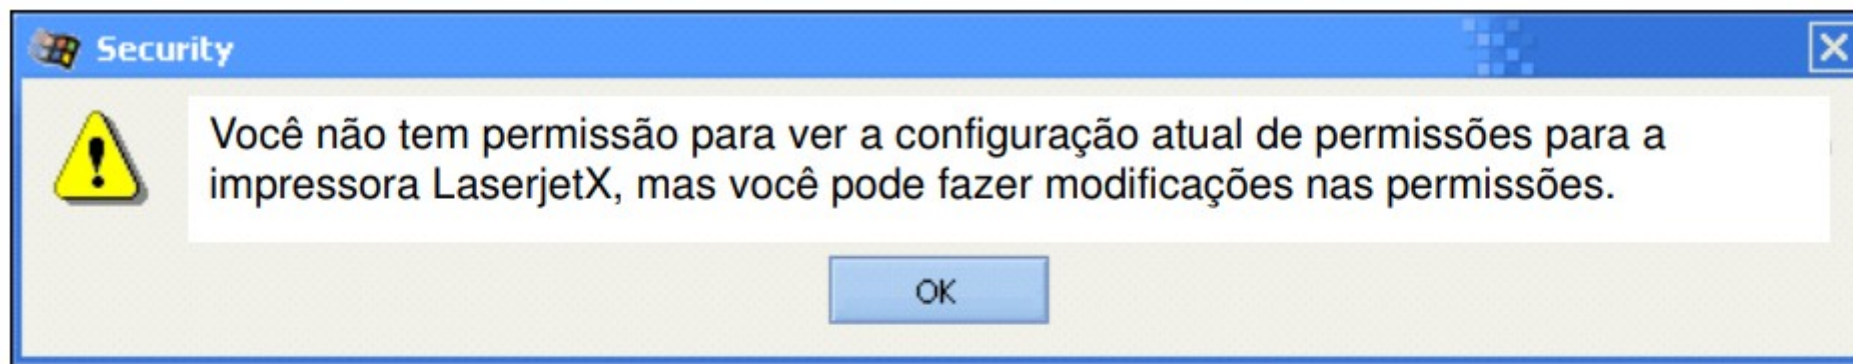 Security
Você não tem permissão para ver a configuração atual de permissões para a
impressora LaserjetX, mas você pode fazer modificações nas permissões.
OK